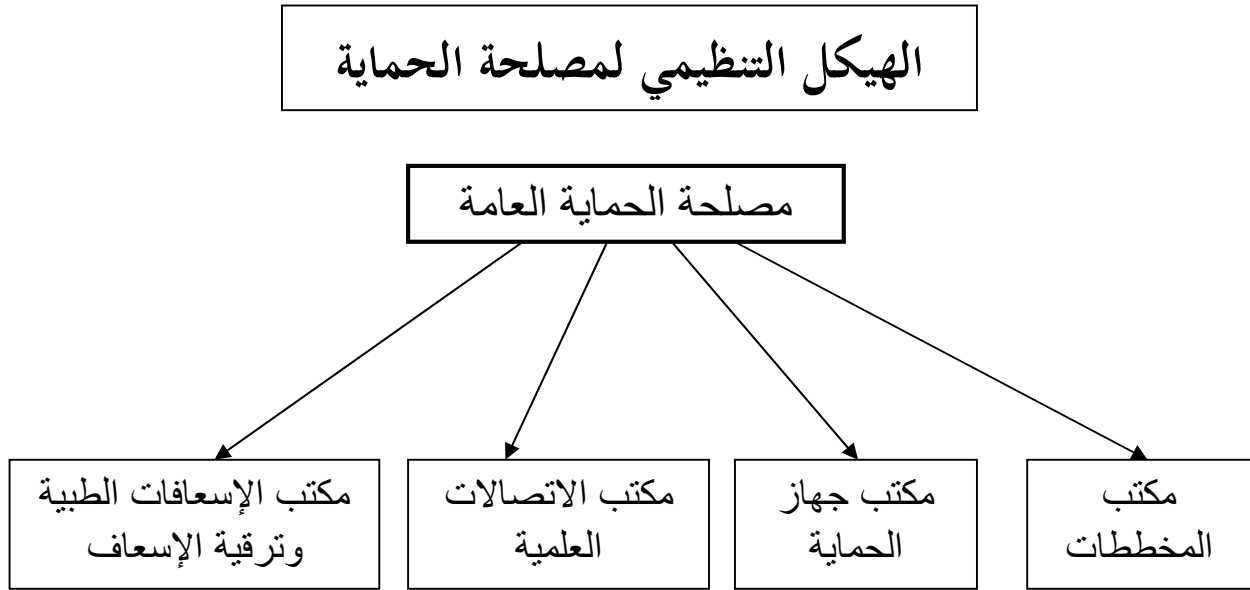 الهيكل التنظيمي لمصلحة الحماية
مصلحة الحماية العامة
مكتب
المخططات
مكتب جهاز
الحماية
مكتب الاتصالات
العلمية
مكتب الإسعافات الطبية
وترقية الإسعاف